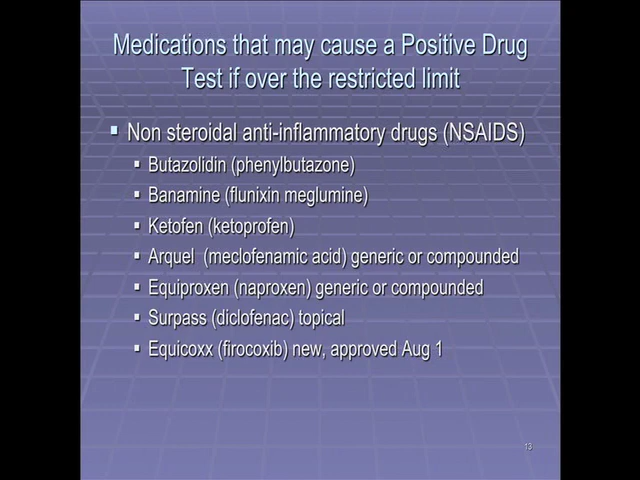 Medications that may cause a Positive Drug
Test if over the restricted limit
Non steroidal anti-inflammatory drugs (NSAIDS)
Butazolidin (phenylbutazone)
Banamine (flunixin meglumine)
Ketofen (ketoprofen)
Arquel (meclofenamic acid) generic or compounded
Equiproxen (naproxen) generic or compounded
Surpass (diclofenac) topical
Equicoxx (firocoxib) new, approved Aug 1
13